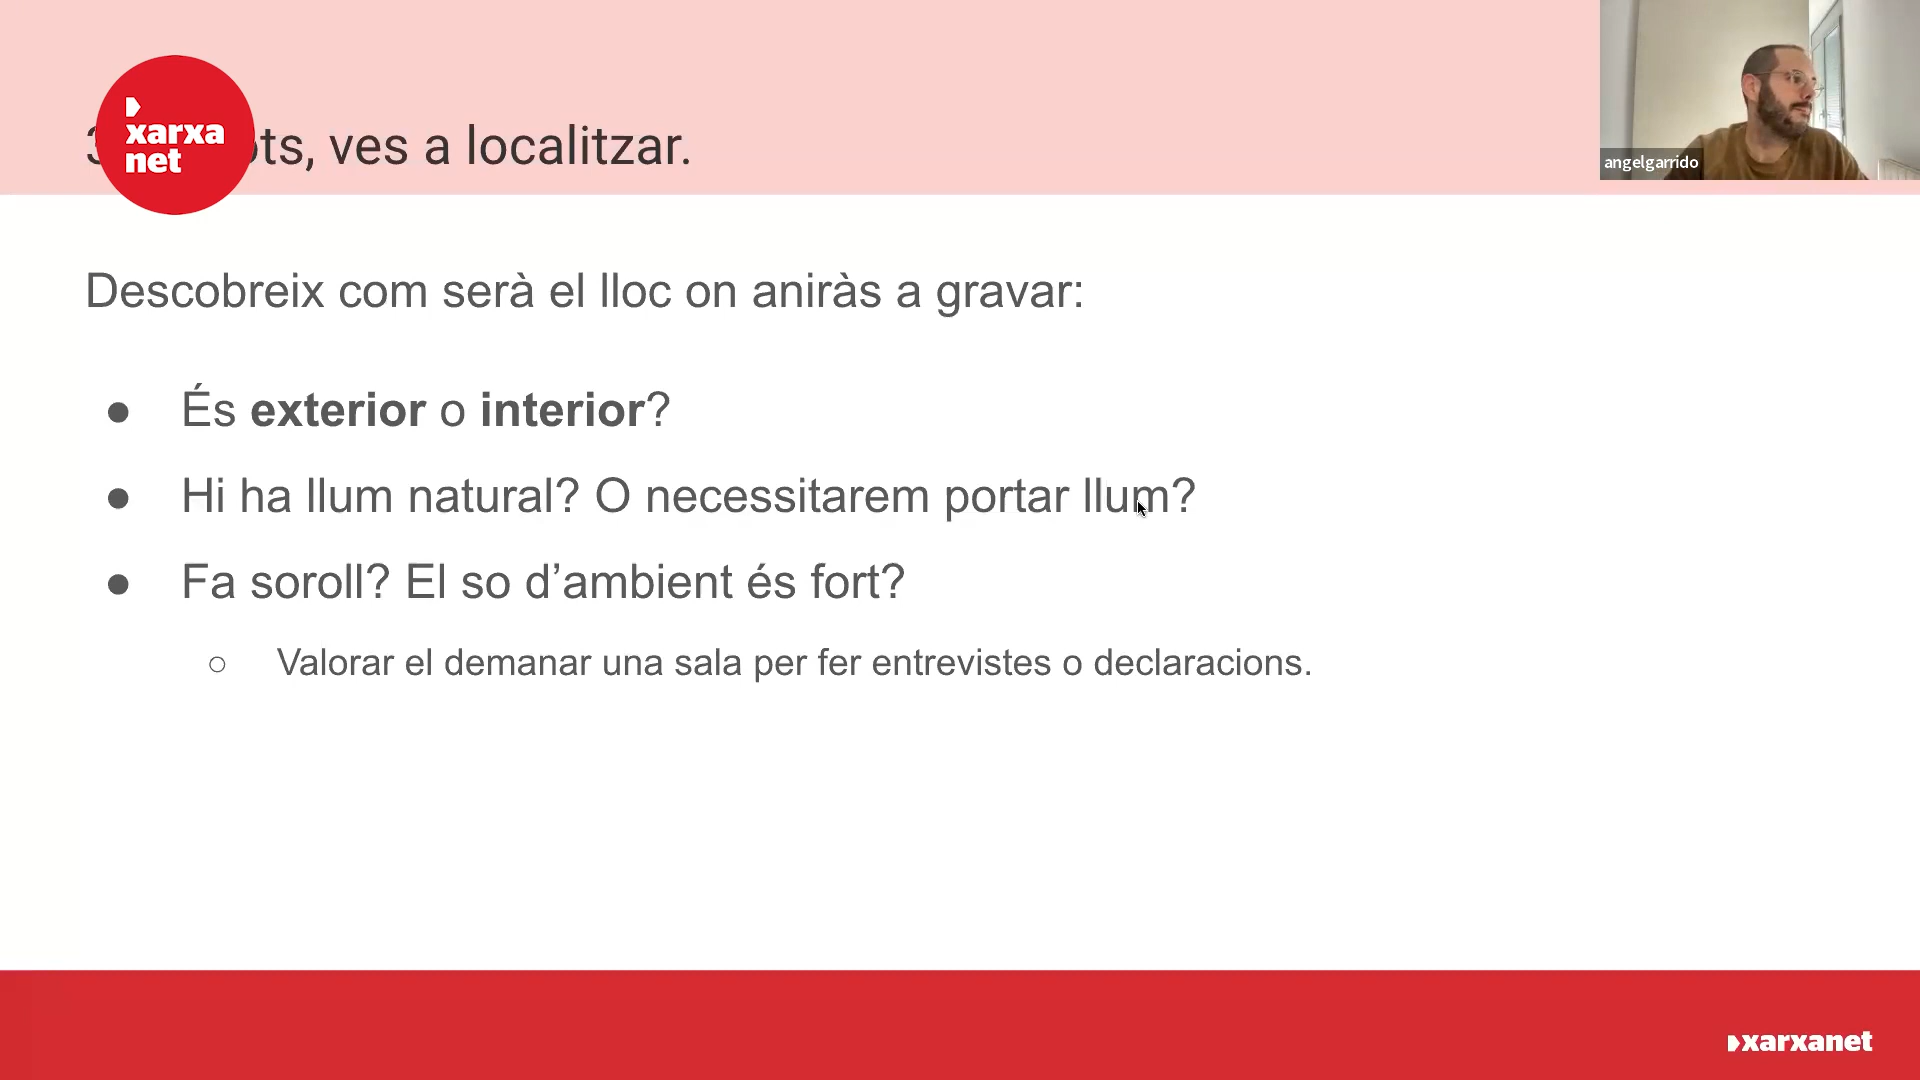 xarxa
net
ts, ves a localitzar.
angelgarrido
Descobreix com serà el lloc on aniràs a gravar:
● És exterior o interior?
● Hi ha llum natural? O necessitarem portar llum?
● Fa soroll? El so d’ambient és fort?
○ Valorar el demanar una sala per fer entrevistes o declaracions.
xarxanet